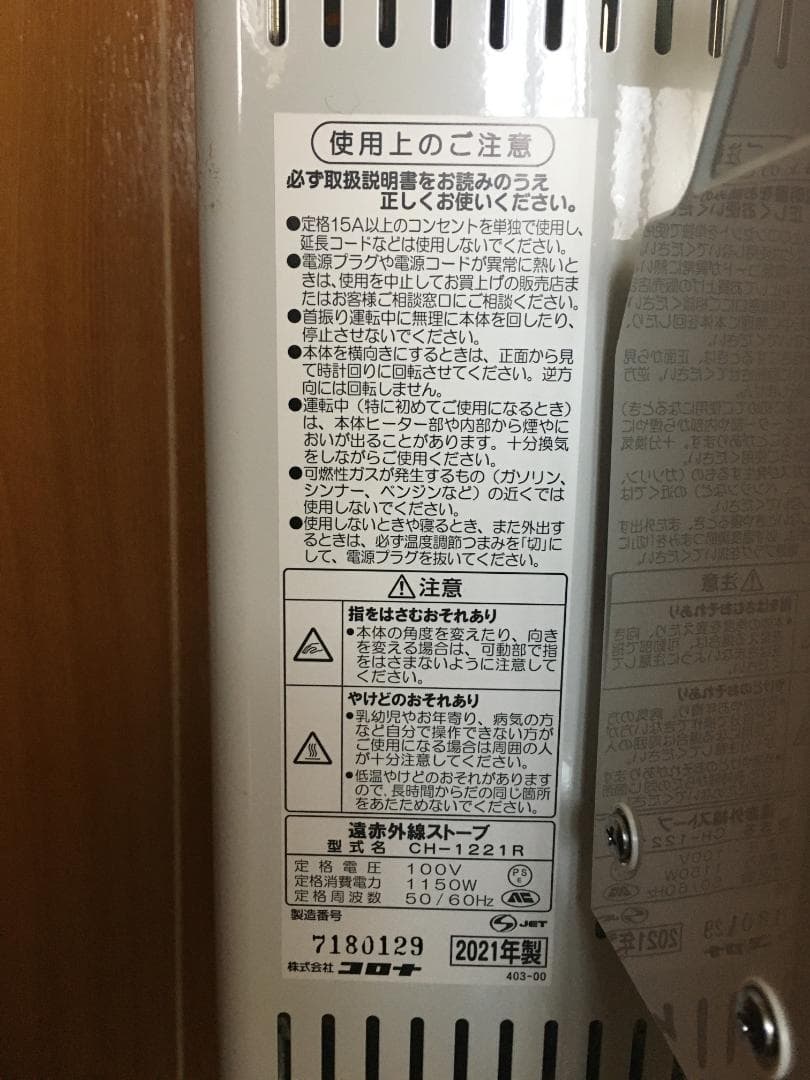 使用上のご注意
必ず取扱説明書をお読みのうえ
正しくお使いください。
●定格15A以上のコンセントを単独で使用し、
延長コードなどは使用しないでください。
●電源プラグや電源コードが異常に熱いと
きは、使用を中止してお買上げの販売店ま
たはお客様ご相談窓口にご相談ください。
●首振り運転中に無理に本体を回したり、
停止させないでください。
●本体を横向きにするときは、正面から見
て時計回りに回転させてください。逆方
向には回転しません。
●運転中（特に初めてご使用になるとき）
は、本体ヒーター部や内部から煙やに
おいが出ることがあります。十分換気
をしながらご使用ください。
●可燃性ガスが発生するもの（ガソリン、
シンナー、ベンジンなど）の近くでは
使用しないでください。
●使用しないときや寝るとき、また外出す
るときは、必ず温度調節つまみを「切」に
して、電源プラグを抜いてください。
⚠注意
指をはさむおそれあり
●本体の角度を変えたり、向き
を変える場合は、可動部で指
をはさまないように注意して
ください。
やけどのおそれあり
●乳幼児やお年寄り、病気の方
など自分で操作できない方が
ご使用になる場合は周囲の人
が十分注意してください。
●低温やけどのおそれがあります
ので、長時間からだの同じ箇所
をあたためないでください。
遠赤外線ストーブ
型式名 CH-1221R
定格電圧 100V
定格消費電力 1150W
定格周波数 50/60Hz
PSE
製造番号
JET
7180129
2021年製
株式会社コロナ
403-00